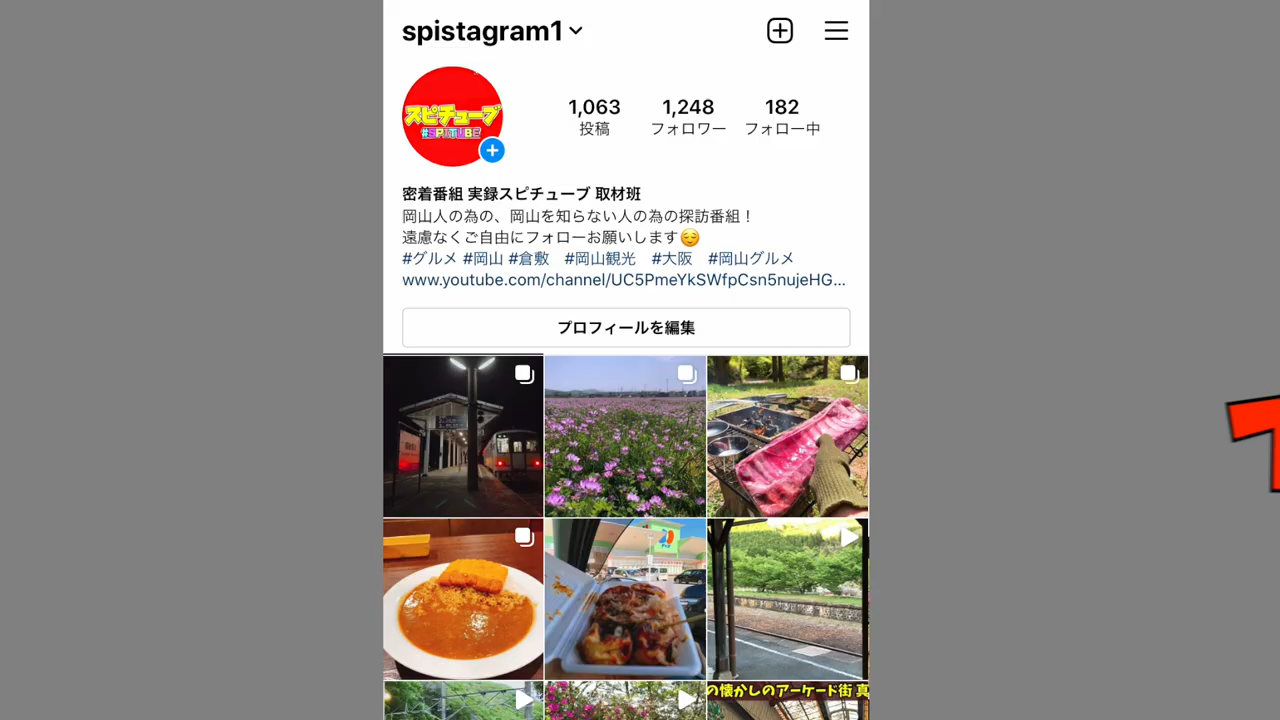 spistagram1
スピチューブ
#SPITUBE
1,063
投稿
1,248
フォロワー
182
フォロー中
密着番組 実録スピチューブ 取材班
岡山人の為の、岡山を知らない人の為の探訪番組！
遠慮なくご自由にフォローお願いします😌
#グルメ #岡山 #倉敷　#岡山観光　#大阪　#岡山グルメ
www.youtube.com/channel/UC5PmeYkSWfpCsn5nujeHG...
プロフィールを編集
の懐かしのアーケード街 真